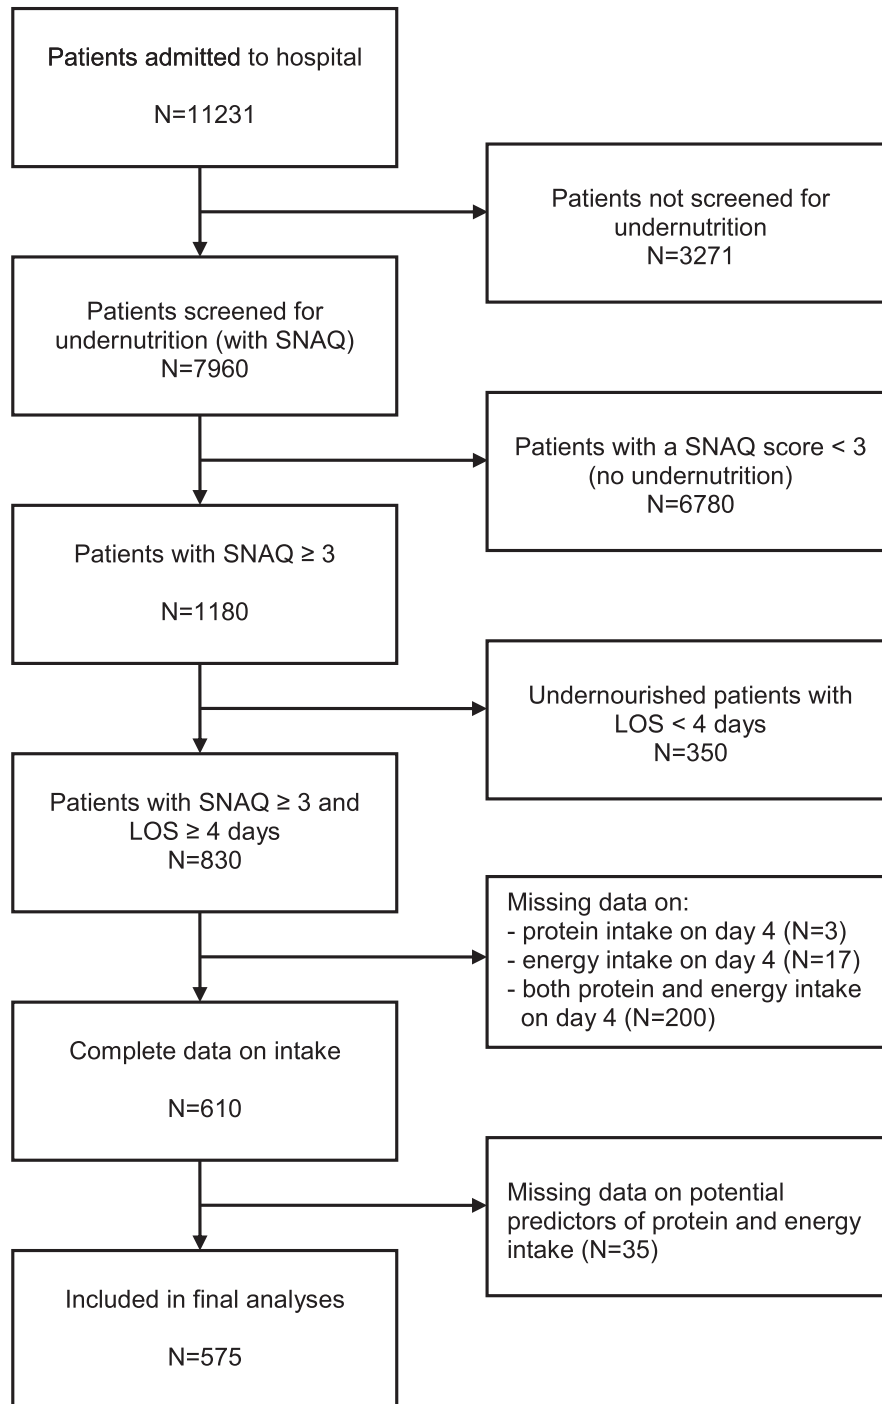 Patients admitted to hospital
N=11231
Patients not screened for
undernutrition
N=3271
Patients screened for
undernutrition (with SNAQ)
N=7960
Patients with a SNAQ score < 3
(no undernutrition)
N=6780
Patients with SNAQ ≥ 3
N=1180
Undernourished patients with
LOS < 4 days
N=350
Patients with SNAQ ≥ 3 and
LOS ≥ 4 days
N=830
Missing data on:
- protein intake on day 4 (N=3)
- energy intake on day 4 (N=17)
- both protein and energy intake
on day 4 (N=200)
Complete data on intake
N=610
Missing data on potential
predictors of protein and energy
intake (N=35)
Included in final analyses
N=575